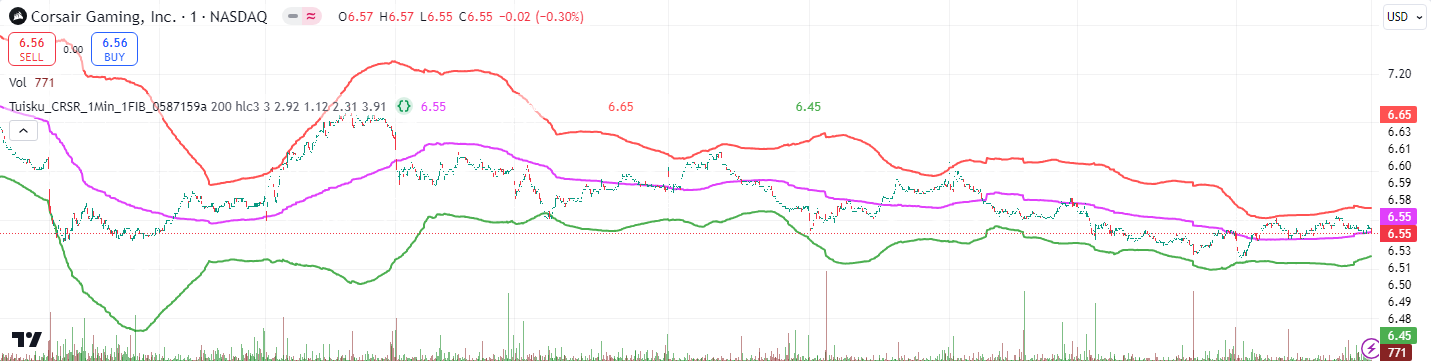 Corsair Gaming, Inc. · 1 · NASDAQ O6.57 H6.57 L6.55 C6.55 −0.02 (−0.30%)
USD
6.56 SELL
0.00
6.56 BUY
Vol 771
Tuisku_CRSR_1Min_1FIB_0587159a 200 hlc3 3 2.92 1.12 2.31 3.91 {} 6.55 6.65 6.45
7.20
6.65
6.63
6.61
6.60
6.59
6.58
6.55
6.55
6.53
6.51
6.50
6.49
6.48
6.45
771